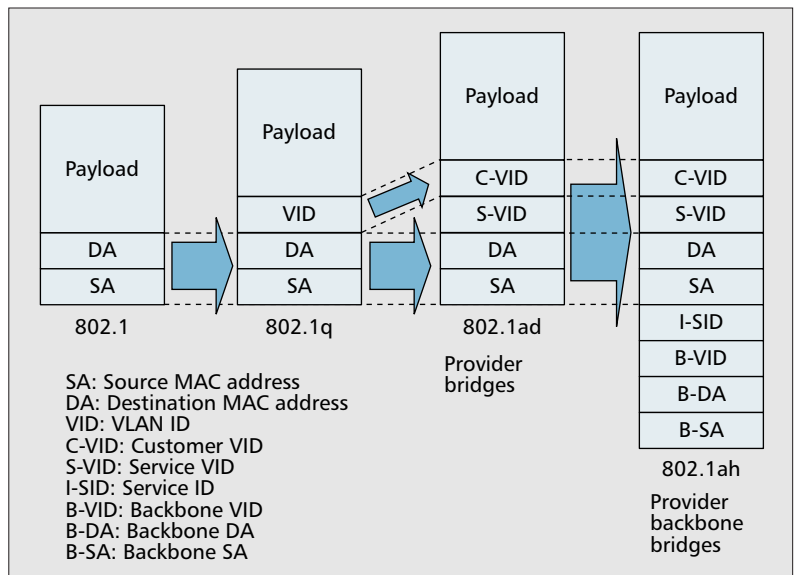 Payload
DA
SA
802.1
Payload
VID
DA
SA
802.1q
Payload
C-VID
S-VID
DA
SA
802.1ad
Provider
bridges
Payload
C-VID
S-VID
DA
SA
I-SID
B-VID
B-DA
B-SA
802.1ah
Provider
backbone
bridges
SA: Source MAC address
DA: Destination MAC address
VID: VLAN ID
C-VID: Customer VID
S-VID: Service VID
I-SID: Service ID
B-VID: Backbone VID
B-DA: Backbone DA
B-SA: Backbone SA